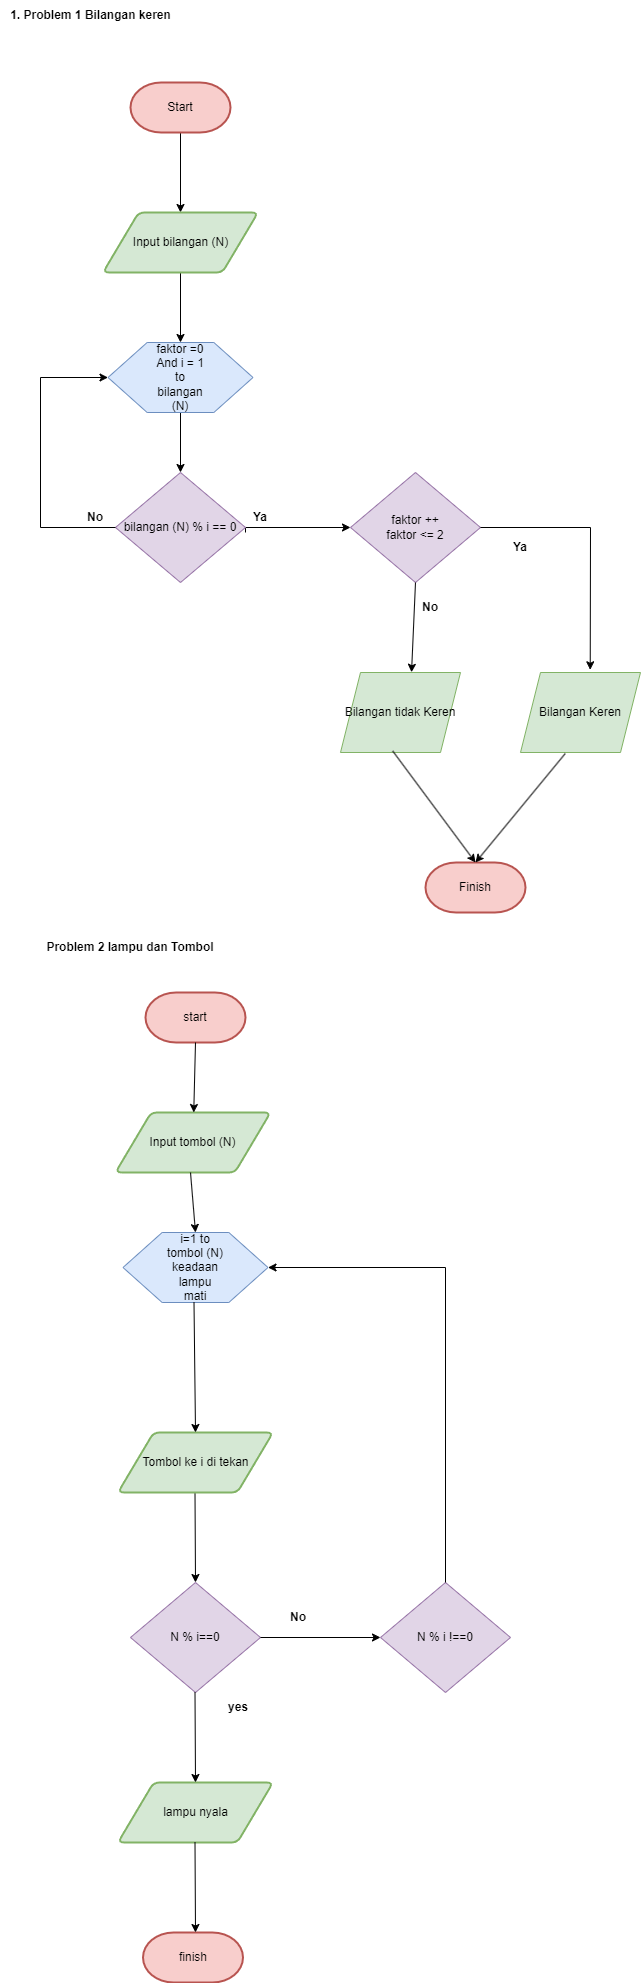 1. Problem 1 Bilangan keren
Start
Input bilangan (N)
faktor =0
And i = 1
to
bilangan
(N)
No
bilangan (N) % i == 0
Ya
faktor ++
faktor <= 2
Ya
No
Bilangan tidak Keren
Bilangan Keren
Finish
Problem 2 lampu dan Tombol
start
Input tombol (N)
i=1 to
tombol (N)
keadaan
lampu
mati
Tombol ke i di tekan
N % i==0
No
N % i !==0
yes
lampu nyala
finish